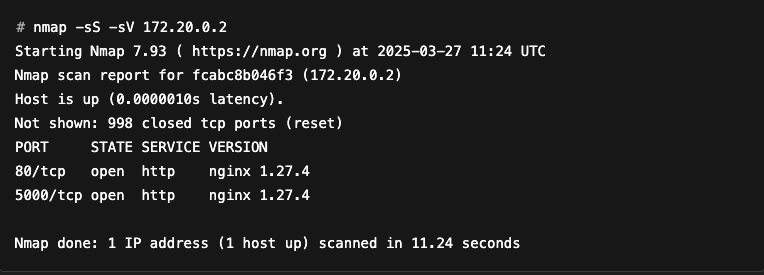 # nmap -sS -sV 172.20.0.2
Starting Nmap 7.93 ( https://nmap.org ) at 2025-03-27 11:24 UTC
Nmap scan report for fcabc8b046f3 (172.20.0.2)
Host is up (0.0000010s latency).
Not shown: 998 closed tcp ports (reset)
PORT     STATE SERVICE VERSION
80/tcp   open  http    nginx 1.27.4
5000/tcp open  http    nginx 1.27.4
Nmap done: 1 IP address (1 host up) scanned in 11.24 seconds